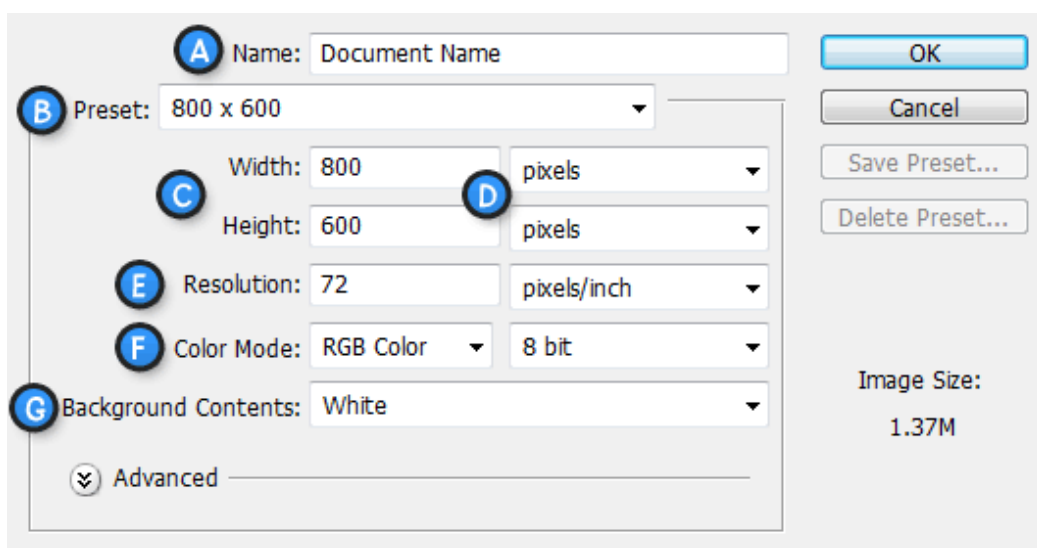 A Name: Document Name OK
B Preset: 800 x 600 Cancel
Width: 800 pixels Save Preset...
C D
Height: 600 pixels Delete Preset...
E Resolution: 72 pixels/inch
F Color Mode: RGB Color 8 bit
Image Size:
G Background Contents: White
1.37M
Advanced